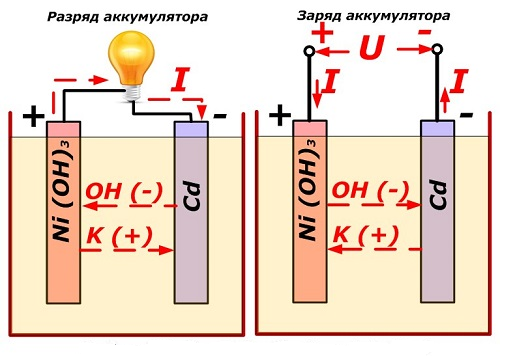 Разряд аккумулятора
I
+
-
Ni (OH)₃
OH (-)
K (+)
Cd
Заряд аккумулятора
+
-
U
I
I
+
-
Ni (OH)₃
OH (-)
K (+)
Cd